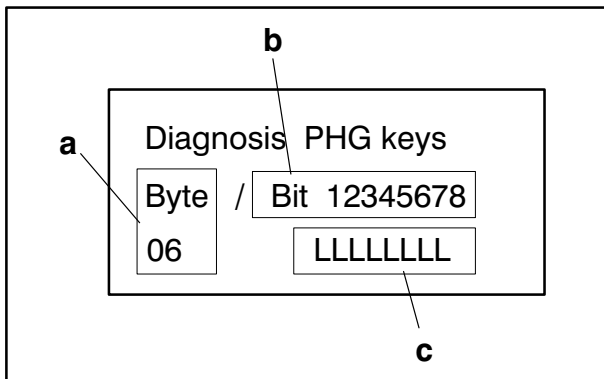 b
Diagnosis PHG keys
a
Byte / Bit 12345678
06 LLLLLLLL
c